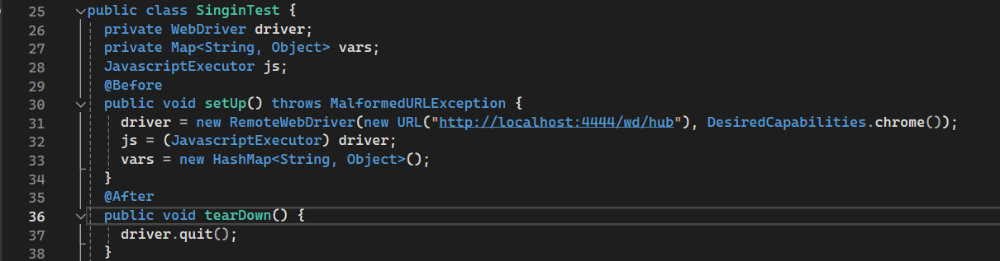 25 public class SinginTest {
26 private WebDriver driver;
27 private Map<String, Object> vars;
28 JavascriptExecutor js;
29 @Before
30 public void setUp() throws MalformedURLException {
31 driver = new RemoteWebDriver(new URL("http://localhost:4444/wd/hub"), DesiredCapabilities.chrome());
32 js = (JavascriptExecutor) driver;
33 vars = new HashMap<String, Object>();
34 }
35 @After
36 public void tearDown() {
37 driver.quit();
38 }